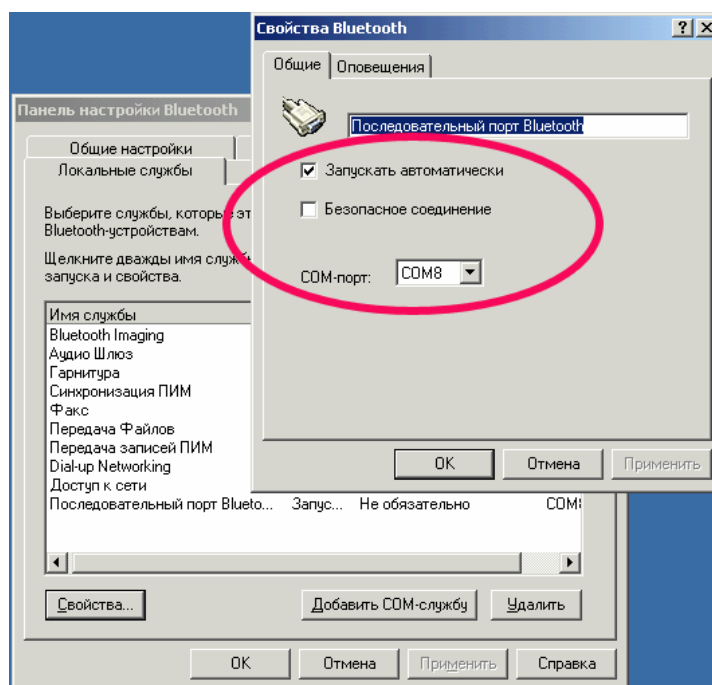 Свойства Bluetooth
Общие
Оповещения
Последовательный порт Bluetooth
Запускать автоматически
Безопасное соединение
COM-порт:
COM8
OK
Отмена
Применить
Панель настройки Bluetooth
Общие настройки
Локальные службы
Выберите службы, которые эт
Bluetooth-устройствам.
Щелкните дважды имя служб
запуска и свойства.
Имя службы
Bluetooth Imaging
Аудио Шлюз
Гарнитура
Синхронизация ПИМ
Факс
Передача Файлов
Передача записей ПИМ
Dial-up Networking
Доступ к сети
Последовательный порт Blueto... Запус... Не обязательно COM
Свойства...
Добавить COM-службу
Удалить
OK
Отмена
Применить
Справка